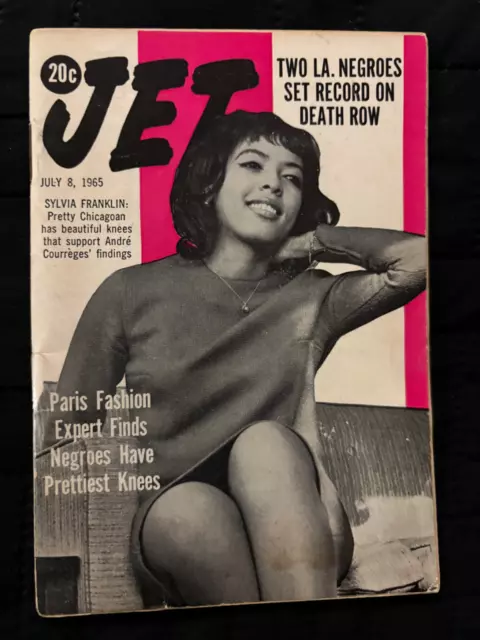 20c
JET
TWO LA. NEGROES
SET RECORD ON
DEATH ROW
JULY 8, 1965
SYLVIA FRANKLIN:
Pretty Chicagoan
has beautiful knees
that support André
Courrèges' findings
Paris Fashion
Expert Finds
Negroes Have
Prettiest Knees